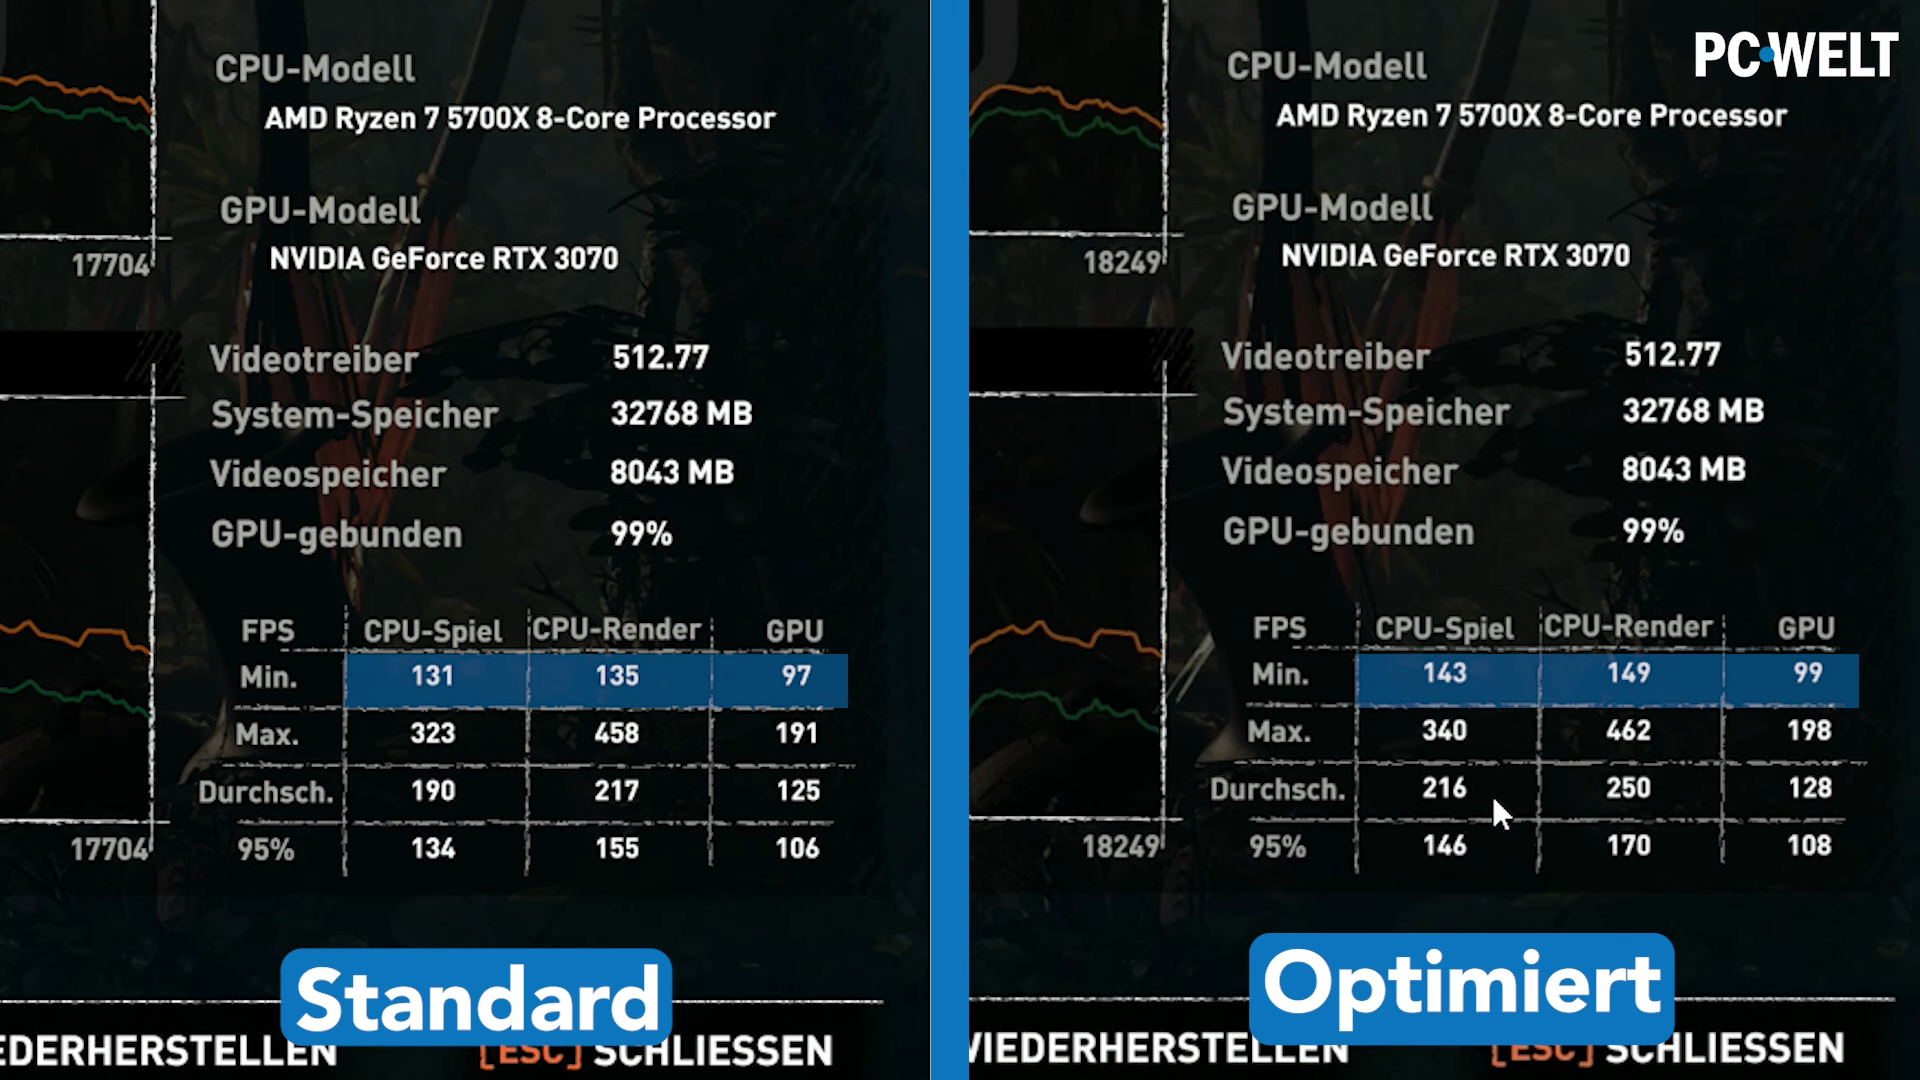 CPU-Modell
AMD Ryzen 7 5700X 8-Core Processor
GPU-Modell
NVIDIA GeForce RTX 3070
17704
Videotreiber 512.77
System-Speicher 32768 MB
Videospeicher 8043 MB
GPU-gebunden 99%
FPS CPU-Spiel CPU-Render GPU
Min. 131 135 97
Max. 323 458 191
Durchsch. 190 217 125
17704 95% 134 155 106
Standard
EDERHERSTELLEN [ESC] SCHLIESSEN
PC WELT
CPU-Modell
AMD Ryzen 7 5700X 8-Core Processor
GPU-Modell
NVIDIA GeForce RTX 3070
18249
Videotreiber 512.77
System-Speicher 32768 MB
Videospeicher 8043 MB
GPU-gebunden 99%
FPS CPU-Spiel CPU-Render GPU
Min. 143 149 99
Max. 340 462 198
Durchsch. 216 250 128
18249 95% 146 170 108
Optimiert
VIEDERHERSTELLEN [ESC] SCHLIESSEN